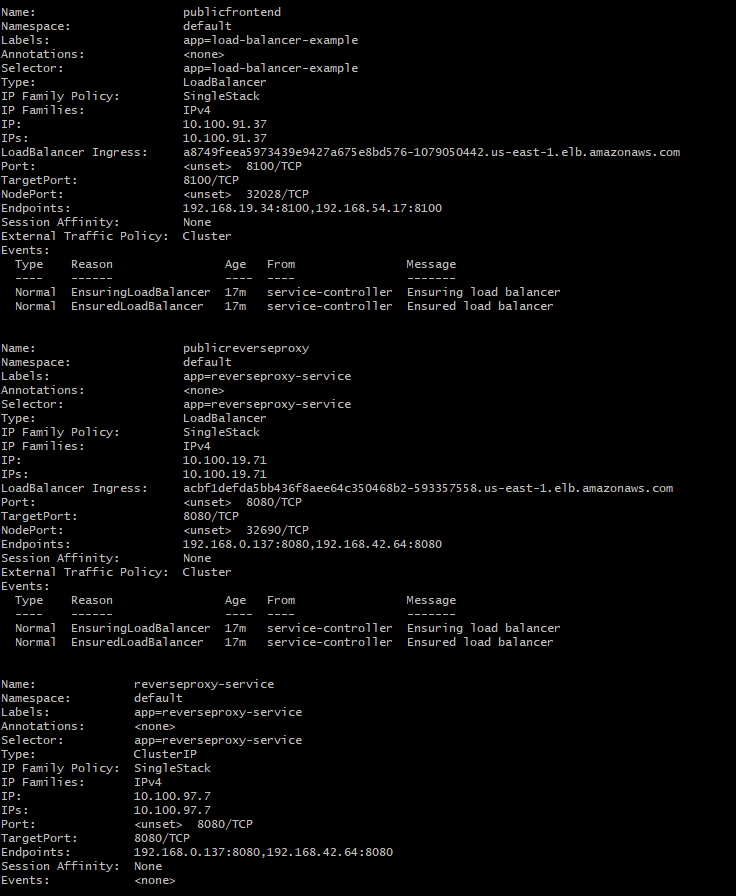 Name:                     publicfrontend
Namespace:                default
Labels:                   app=load-balancer-example
Annotations:              <none>
Selector:                 app=load-balancer-example
Type:                     LoadBalancer
IP Family Policy:         SingleStack
IP Families:              IPv4
IP:                       10.100.91.37
IPs:                      10.100.91.37
LoadBalancer Ingress:     a8749feea5973439e9427a675e8bd576-1079050442.us-east-1.elb.amazonaws.com
Port:                     <unset>  8100/TCP
TargetPort:               8100/TCP
NodePort:                 <unset>  32028/TCP
Endpoints:                192.168.19.34:8100,192.168.54.17:8100
Session Affinity:         None
External Traffic Policy:  Cluster
Events:
  Type    Reason                Age   From                Message
  ----    ------                ----  ----                -------
  Normal  EnsuringLoadBalancer  17m   service-controller  Ensuring load balancer
  Normal  EnsuredLoadBalancer   17m   service-controller  Ensured load balancer
Name:                     publicreverseproxy
Namespace:                default
Labels:                   app=reverseproxy-service
Annotations:              <none>
Selector:                 app=reverseproxy-service
Type:                     LoadBalancer
IP Family Policy:         SingleStack
IP Families:              IPv4
IP:                       10.100.19.71
IPs:                      10.100.19.71
LoadBalancer Ingress:     acbf1defda5bb436f8aee64c350468b2-593357558.us-east-1.elb.amazonaws.com
Port:                     <unset>  8080/TCP
TargetPort:               8080/TCP
NodePort:                 <unset>  32690/TCP
Endpoints:                192.168.0.137:8080,192.168.42.64:8080
Session Affinity:         None
External Traffic Policy:  Cluster
Events:
  Type    Reason                Age   From                Message
  ----    ------                ----  ----                -------
  Normal  EnsuringLoadBalancer  17m   service-controller  Ensuring load balancer
  Normal  EnsuredLoadBalancer   17m   service-controller  Ensured load balancer
Name:              reverseproxy-service
Namespace:         default
Labels:            app=reverseproxy-service
Annotations:       <none>
Selector:          app=reverseproxy-service
Type:              ClusterIP
IP Family Policy:  SingleStack
IP Families:       IPv4
IP:                10.100.97.7
IPs:               10.100.97.7
Port:              <unset>  8080/TCP
TargetPort:        8080/TCP
Endpoints:         192.168.0.137:8080,192.168.42.64:8080
Session Affinity:  None
Events:            <none>